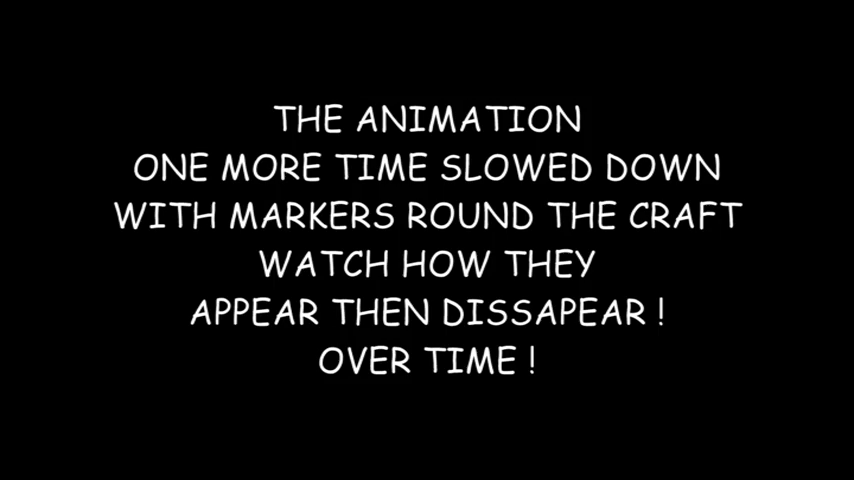 THE ANIMATION
ONE MORE TIME SLOWED DOWN
WITH MARKERS ROUND THE CRAFT
WATCH HOW THEY
APPEAR THEN DISSAPEAR !
OVER TIME !